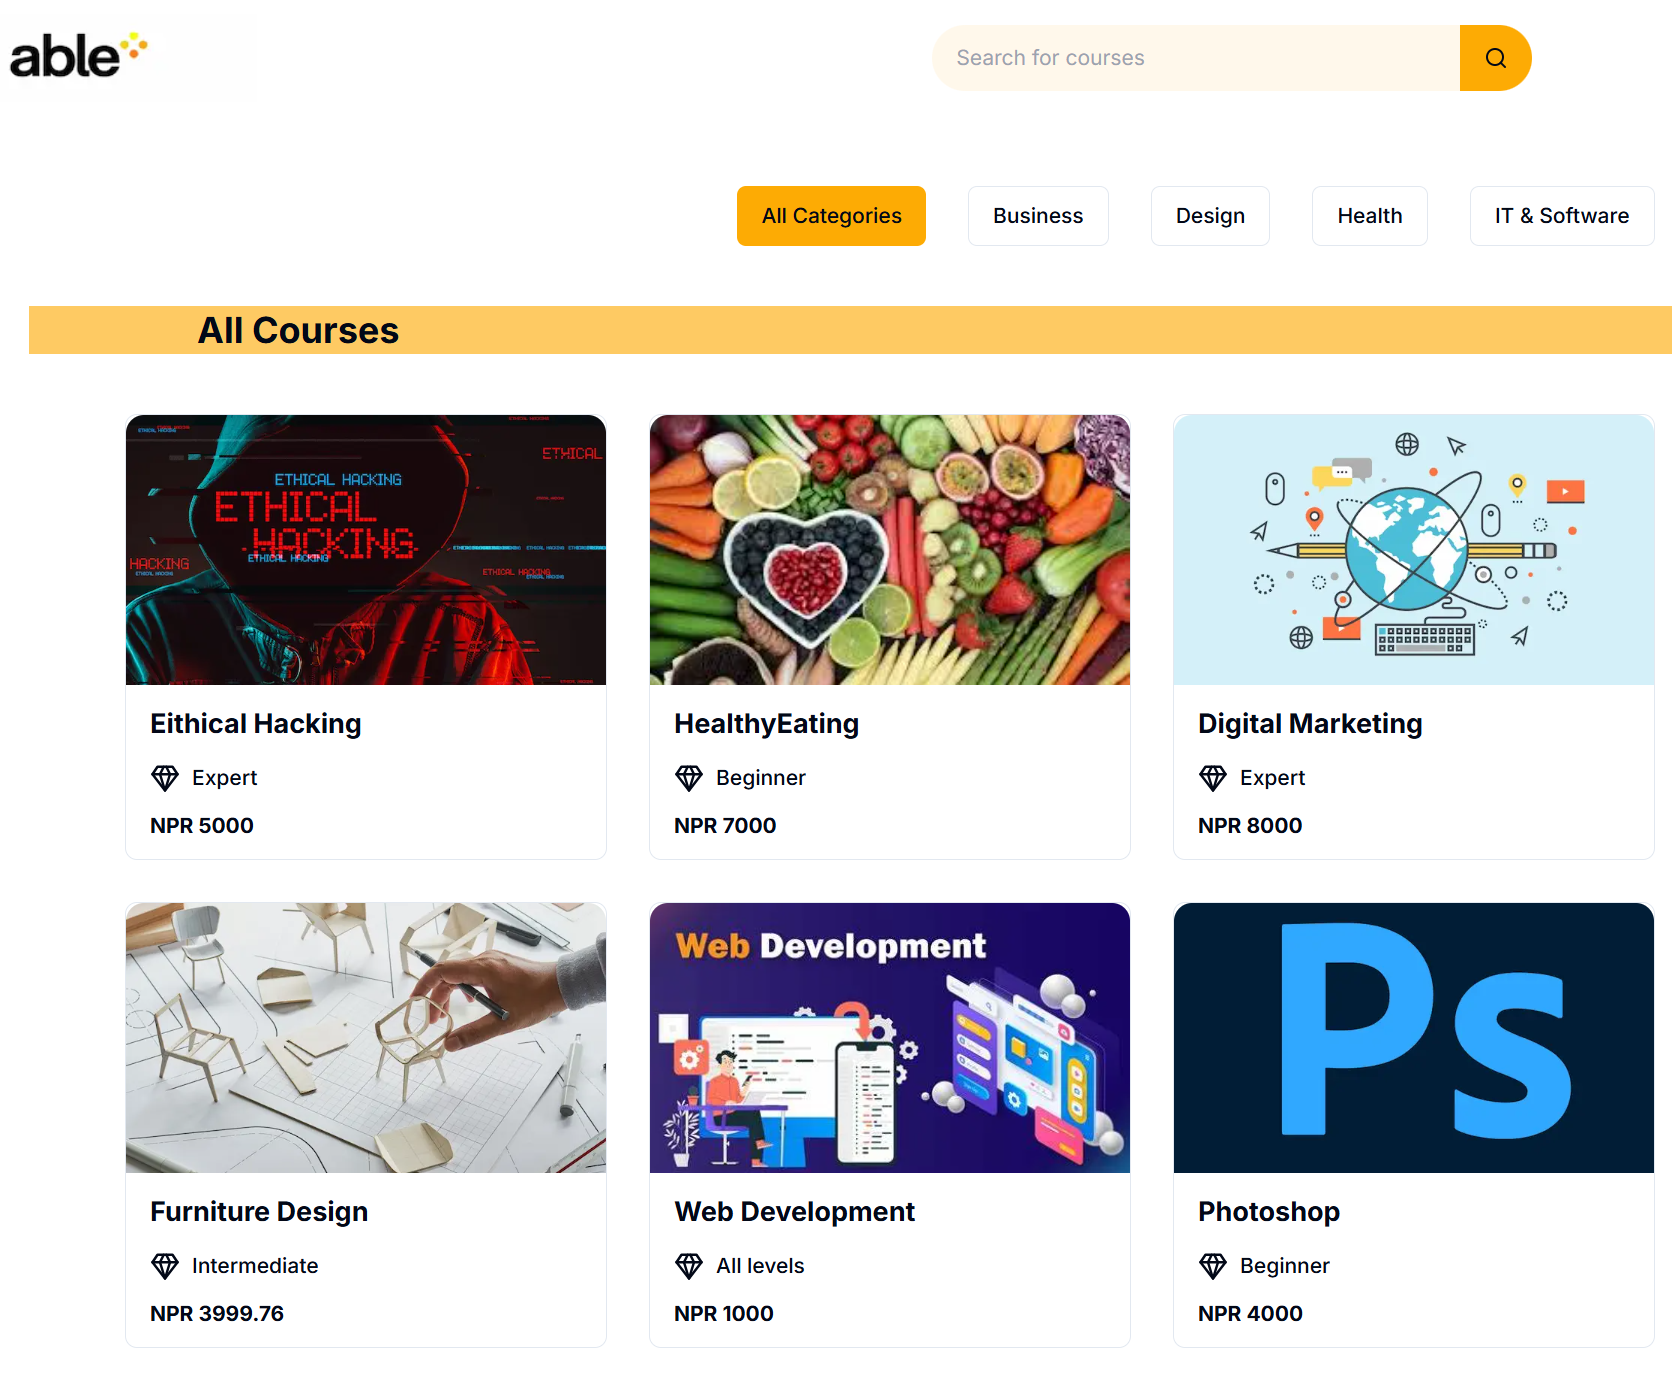 able
Search for courses
All Categories
Business
Design
Health
IT & Software
All Courses
ETHICAL
ETHICAL HACKING
ETHICAL
HACKING
ETHICAL HACKING
HACKING
ETHICAL HACKING
Eithical Hacking
Expert
NPR 5000
HealthyEating
Beginner
NPR 7000
Digital Marketing
Expert
NPR 8000
Web Development
Ps
Furniture Design
Intermediate
NPR 3999.76
Web Development
All levels
NPR 1000
Photoshop
Beginner
NPR 4000